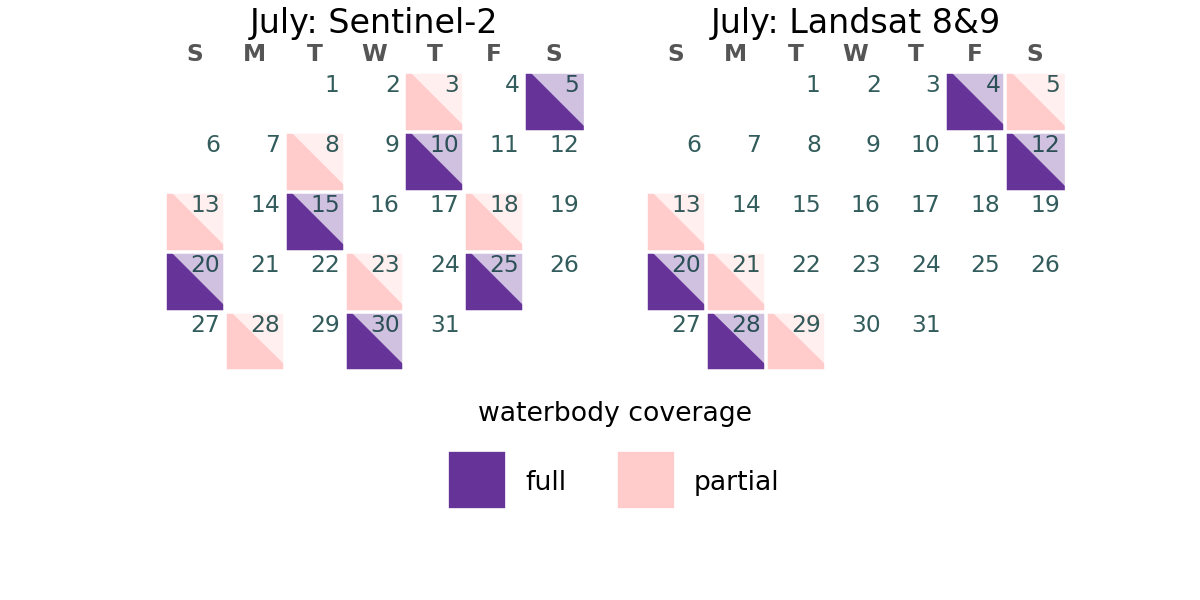 July: Sentinel-2
S M T W T F S
1 2 3 4 5
6 7 8 9 10 11 12
13 14 15 16 17 18 19
20 21 22 23 24 25 26
27 28 29 30 31
July: Landsat 8&9
S M T W T F S
1 2 3 4 5
6 7 8 9 10 11 12
13 14 15 16 17 18 19
20 21 22 23 24 25 26
27 28 29 30 31
waterbody coverage
full
partial